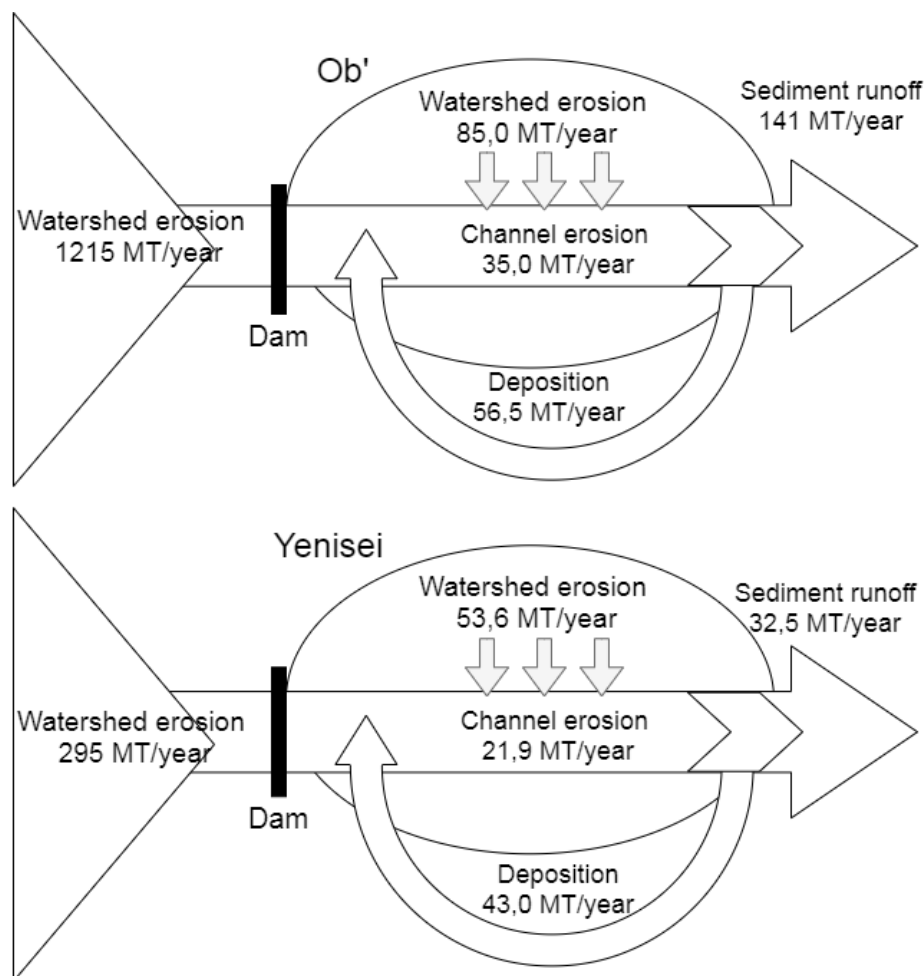 Ob'
Watershed erosion
85,0 MT/year
Sediment runoff
141 MT/year
Watershed erosion
1215 MT/year
Channel erosion
35,0 MT/year
Dam
Deposition
56,5 MT/year
Yenisei
Watershed erosion
53,6 MT/year
Sediment runoff
32,5 MT/year
Watershed erosion
295 MT/year
Channel erosion
21,9 MT/year
Dam
Deposition
43,0 MT/year